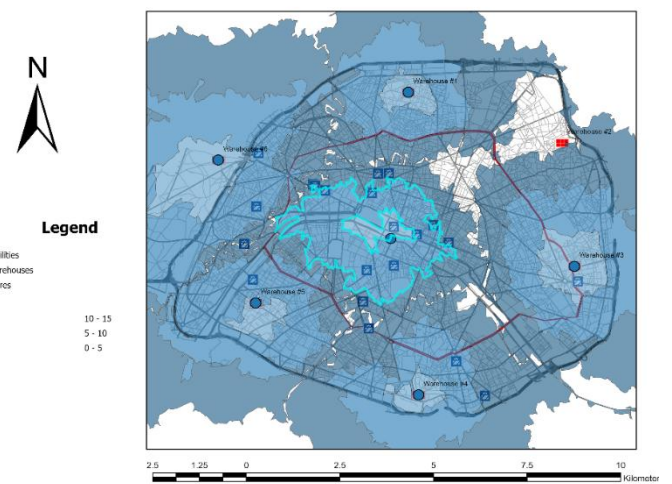 N
Warehouse #1
Warehouse #2
Warehouse #6
Legend
ilities
rehouses
res
Warehouse #3
Warehouse #5
10 - 15
5 - 10
0 - 5
Warehouse #4
2.5 1.25 0 2.5 5 7.5 10
Kilometer